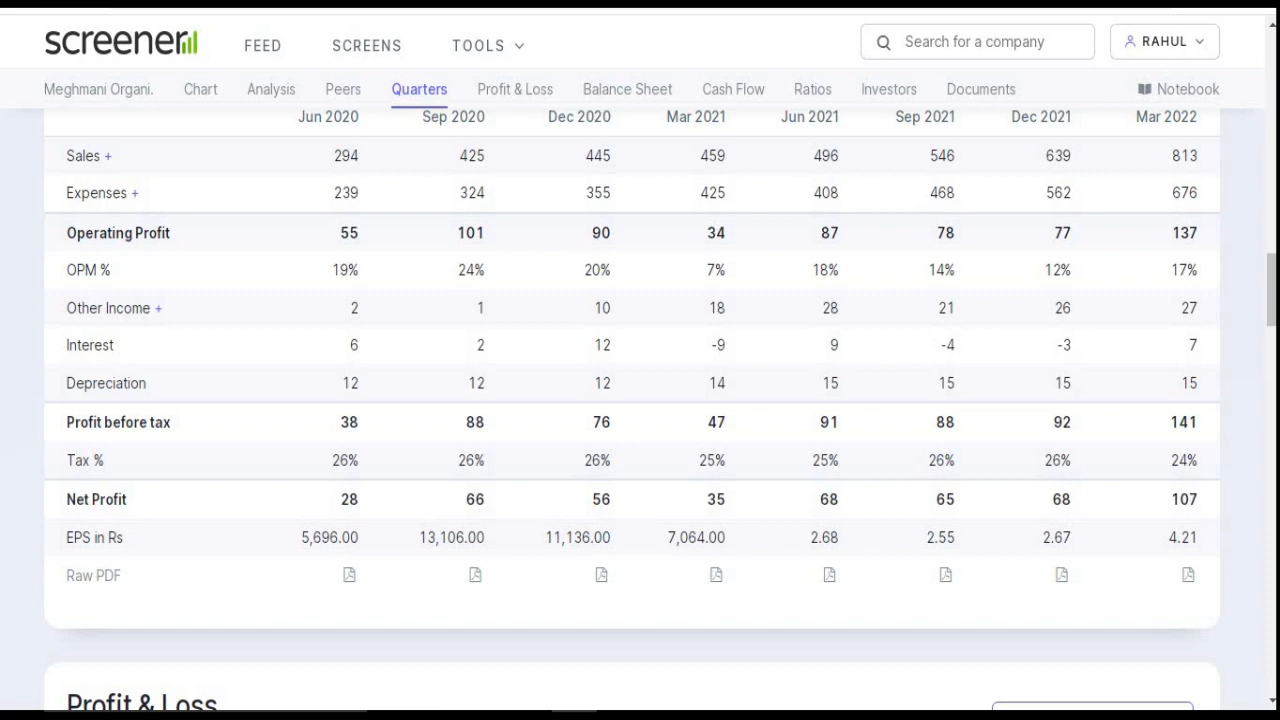 screener FEED SCREENS TOOLS Search for a company RAHUL
Meghmani Organi. Chart Analysis Peers Quarters Profit & Loss Balance Sheet Cash Flow Ratios Investors Documents Notebook
Jun 2020 Sep 2020 Dec 2020 Mar 2021 Jun 2021 Sep 2021 Dec 2021 Mar 2022
Sales + 294 425 445 459 496 546 639 813
Expenses + 239 324 355 425 408 468 562 676
Operating Profit 55 101 90 34 87 78 77 137
OPM % 19% 24% 20% 7% 18% 14% 12% 17%
Other Income + 2 1 10 18 28 21 26 27
Interest 6 2 12 -9 9 -4 -3 7
Depreciation 12 12 12 14 15 15 15 15
Profit before tax 38 88 76 47 91 88 92 141
Tax % 26% 26% 26% 25% 25% 26% 26% 24%
Net Profit 28 66 56 35 68 65 68 107
EPS in Rs 5,696.00 13,106.00 11,136.00 7,064.00 2.68 2.55 2.67 4.21
Raw PDF
Profit & Loss